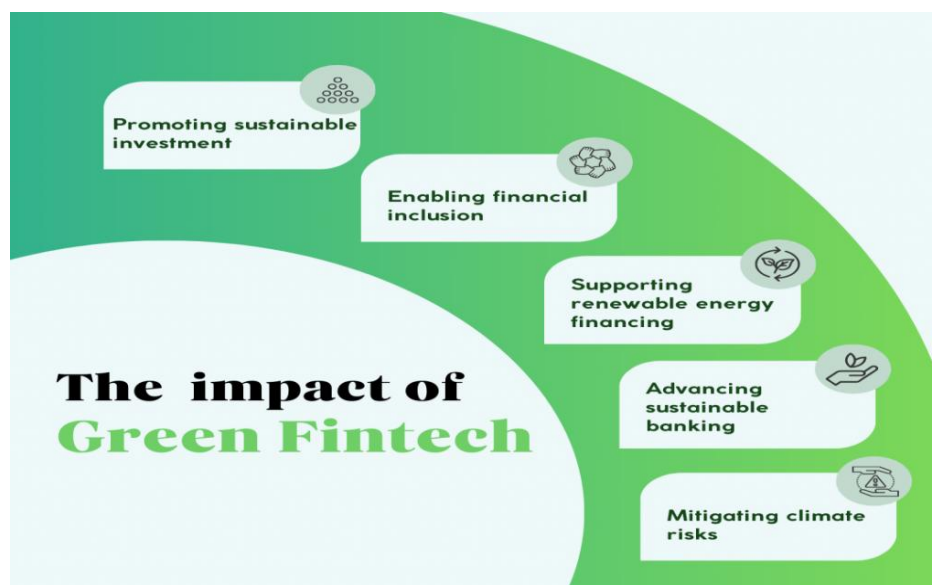 Promoting sustainable
investment
Enabling financial
inclusion
Supporting
renewable energy
financing
The impact of
Green Fintech
Advancing
sustainable
banking
Mitigating climate
risks